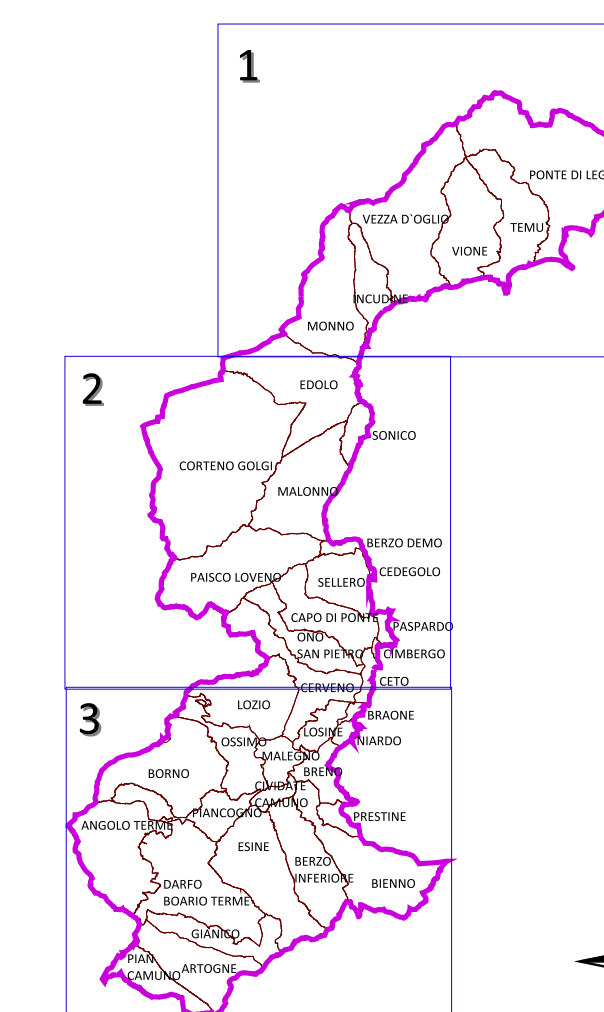 1
PONTE DI LEG
VEZZA D`OGLIO
TEMU
VIONE
INCUDINE
MONNO
2
EDOLO
SONICO
CORTENO GOLGI
MALONNO
BERZO DEMO
CEDEGOLO
PAISCO LOVENO
SELLERO
CAPO DI PONTE
PASPARDO
ONO
SAN PIETRO
CIMBERGO
CETO
CERVENO
3
LOZIO
BRAONE
LOSINE
OSSIMO
NIARDO
MALEGNO
BORNO
BRENO
CIVIDATE
CAMUNO
PIANCOGNO
PRESTINE
ANGOLO TERME
ESINE
BERZO
INFERIORE
BIENNO
DARFO
BOARIO TERME
GIANICO
PIAN
CAMUNO
ARTOGNE